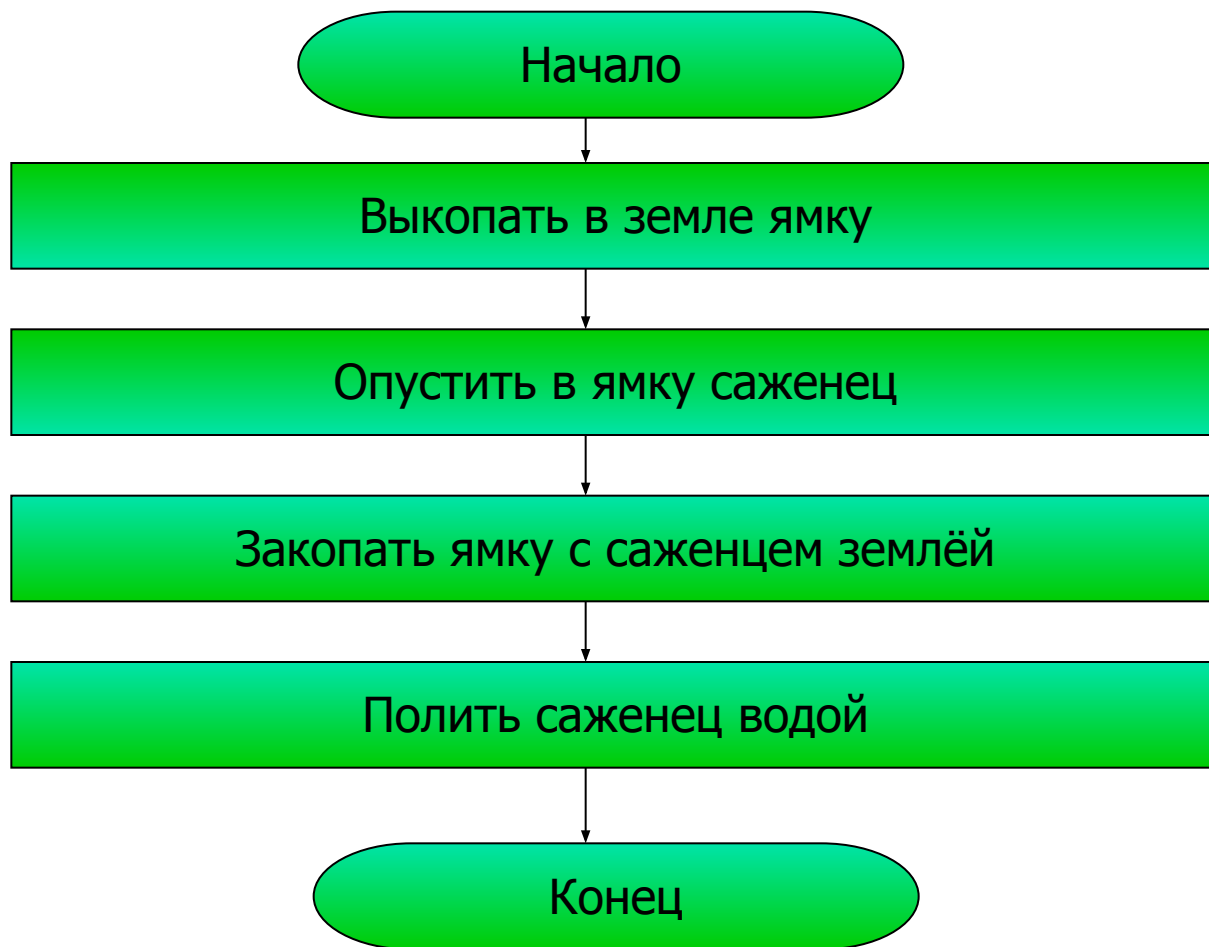 Начало
Выкопать в земле ямку
Опустить в ямку саженец
Закопать ямку с саженцем землёй
Полить саженец водой
Конец